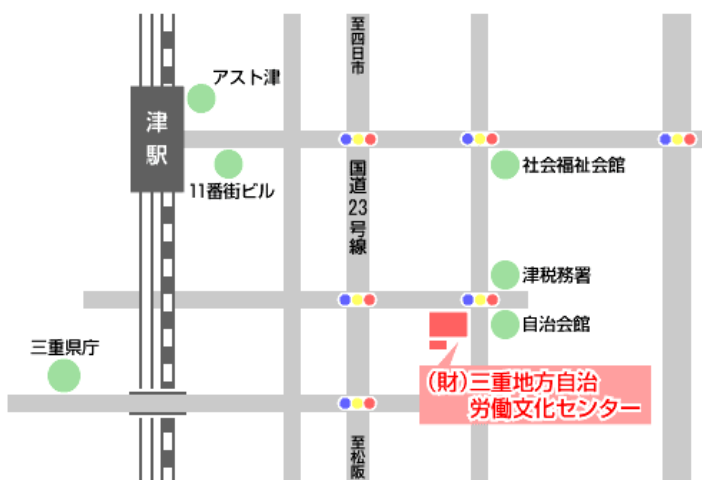 至四日市
アスト津
津駅
11番街ビル
社会福祉会館
国道23号線
津税務署
自治会館
三重県庁
(財)三重地方自治
労働文化センター
至松阪